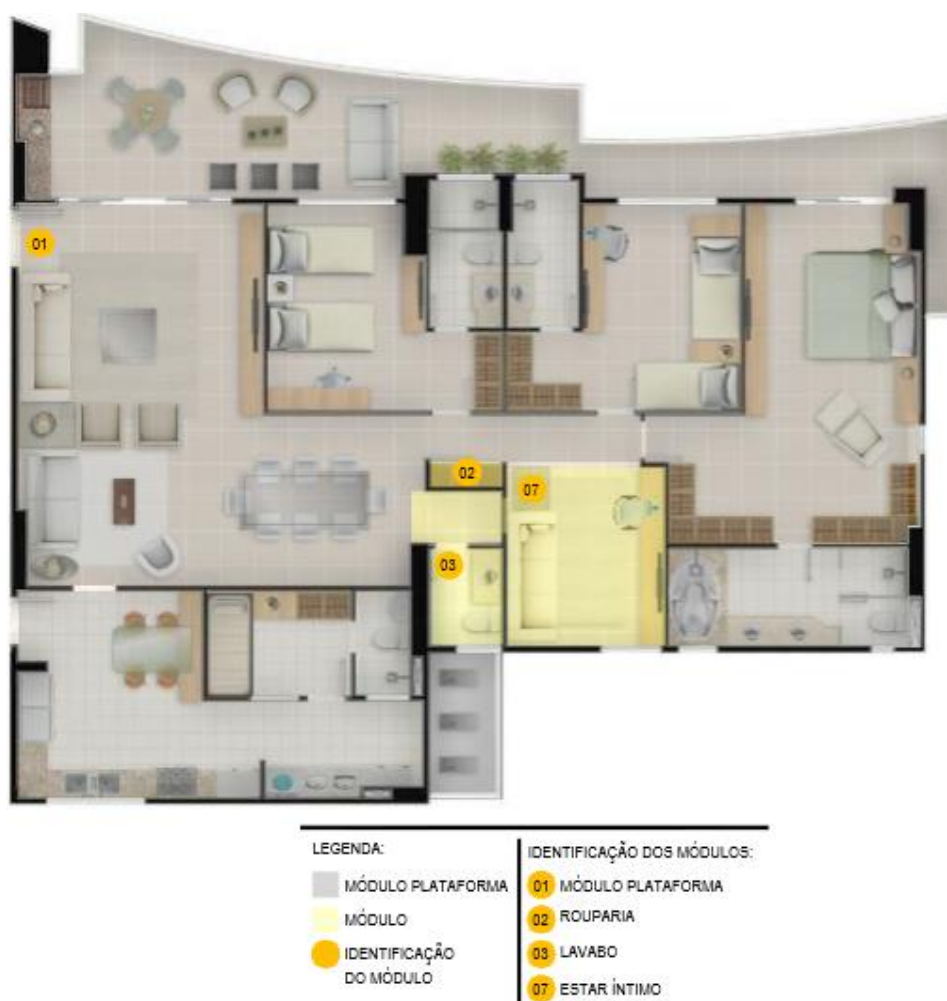 01
02
07
03
LEGENDA:
MÓDULO PLATAFORMA
MÓDULO
IDENTIFICAÇÃO
DO MÓDULO
IDENTIFICAÇÃO DOS MÓDULOS:
01 MÓDULO PLATAFORMA
02 ROUPARIA
03 LAVABO
07 ESTAR ÍNTIMO